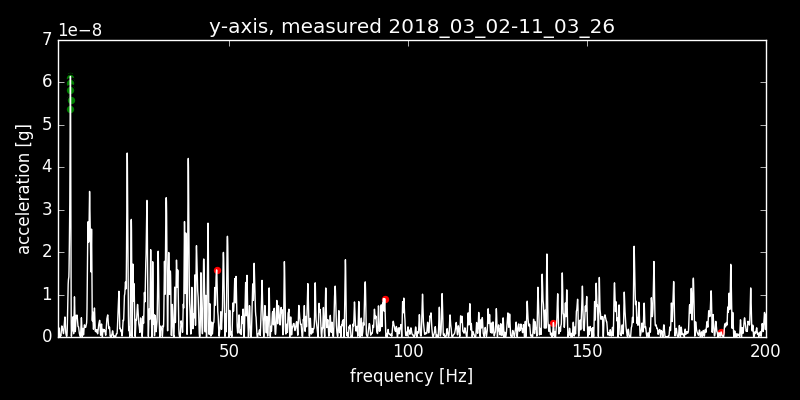 y-axis, measured 2018_03_02-11_03_26
1e−8
7
6
5
4
3
2
1
0
acceleration [g]
50 100 150 200
frequency [Hz]